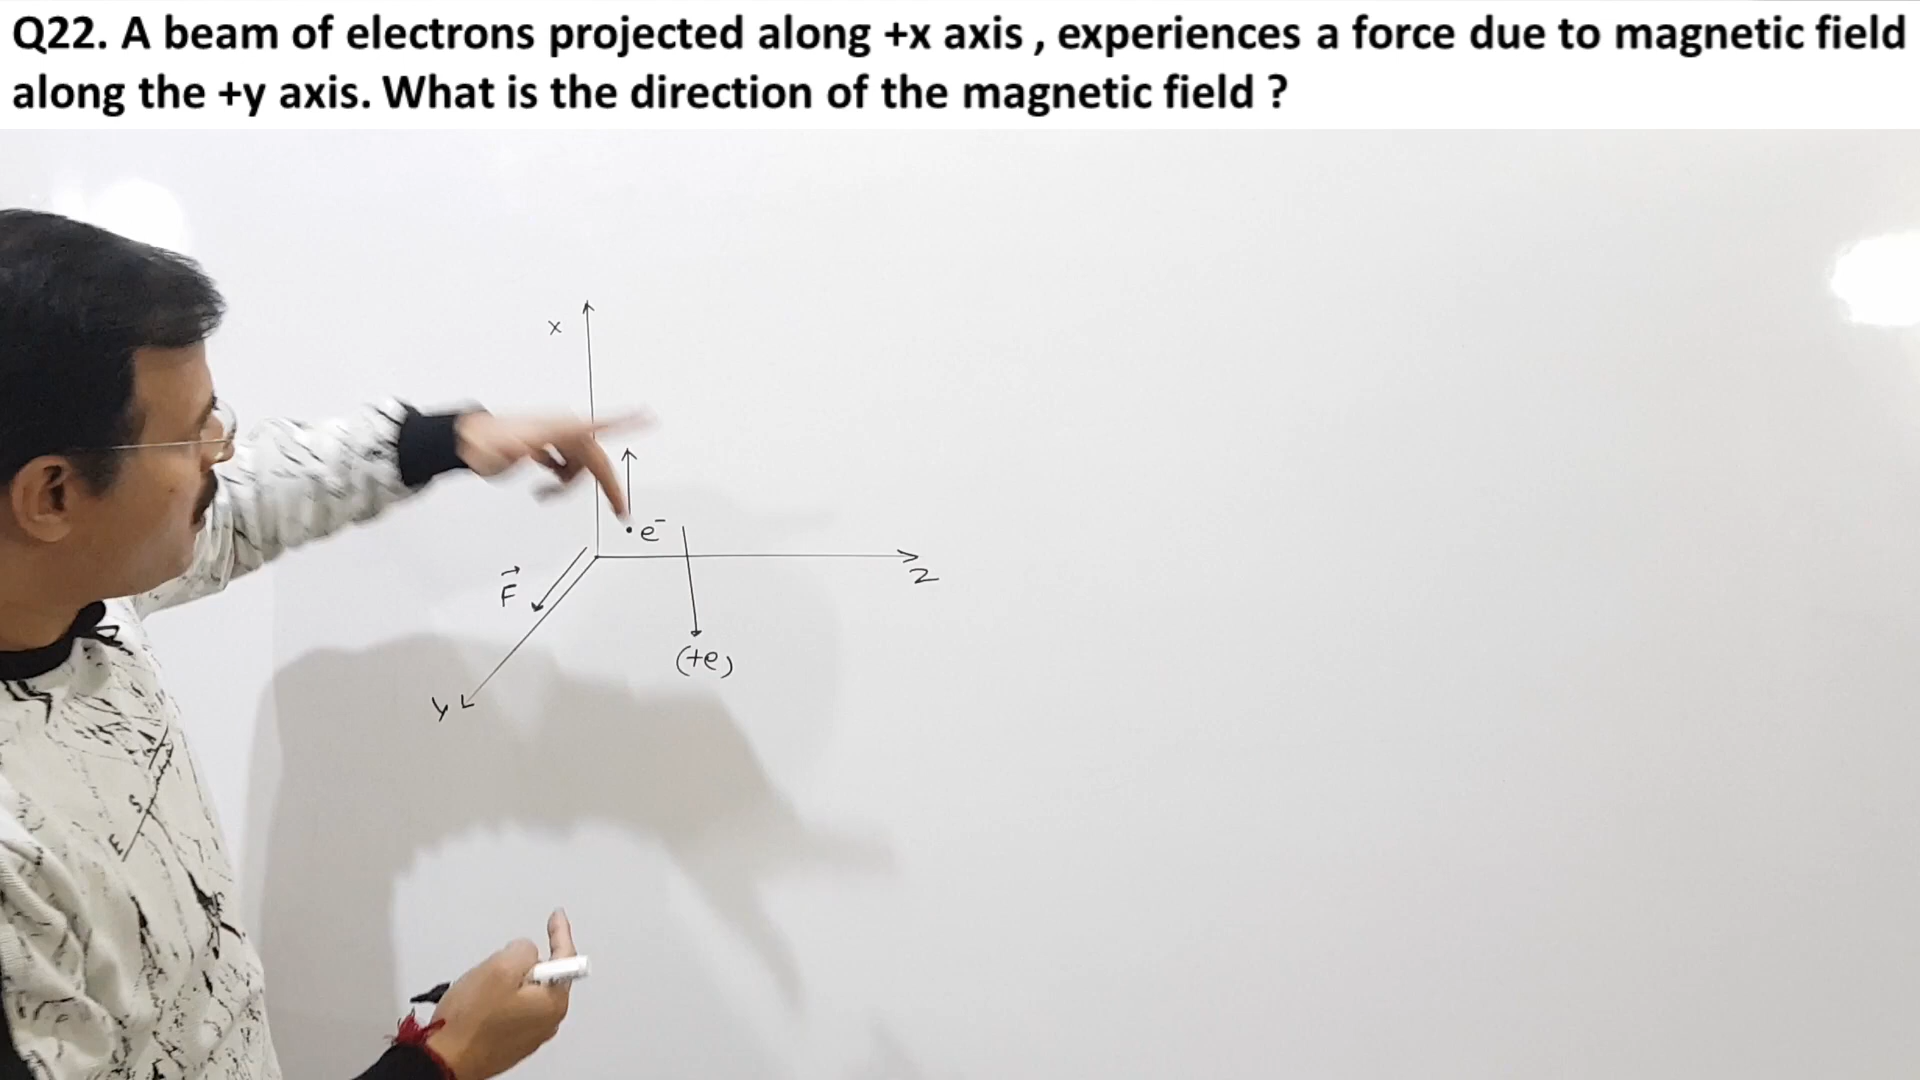 Q22. A beam of electrons projected along +x axis , experiences a force due to magnetic field
along the +y axis. What is the direction of the magnetic field ?
x
e⁻
F⃗
z
(+e)
y
S
E